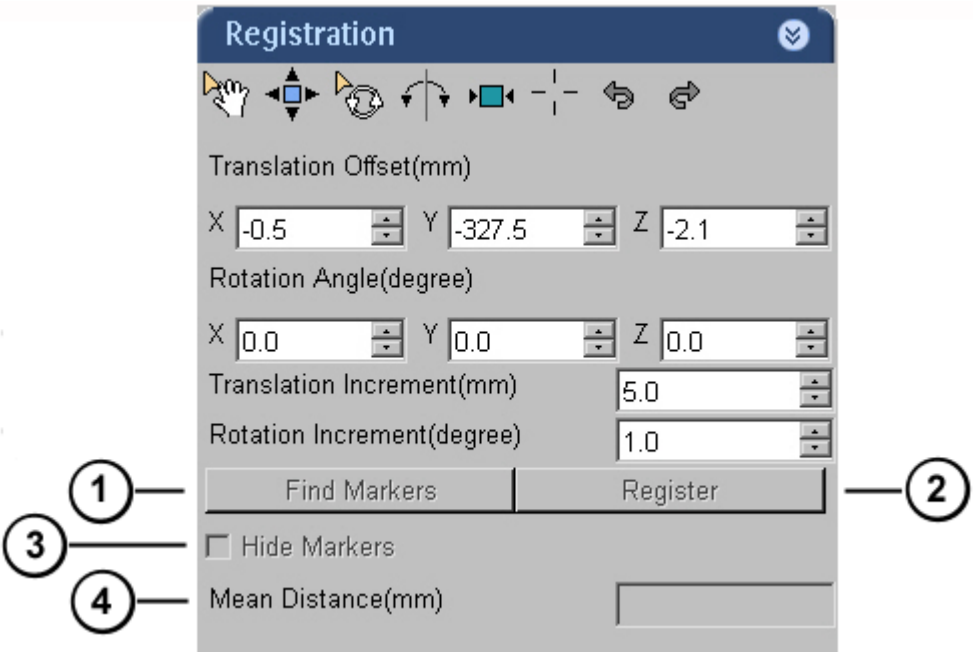 Registration
Translation Offset(mm)
X -0.5 Y -327.5 Z -2.1
Rotation Angle(degree)
X 0.0 Y 0.0 Z 0.0
Translation Increment(mm) 5.0
Rotation Increment(degree) 1.0
1 Find Markers Register 2
3 Hide Markers
4 Mean Distance(mm)